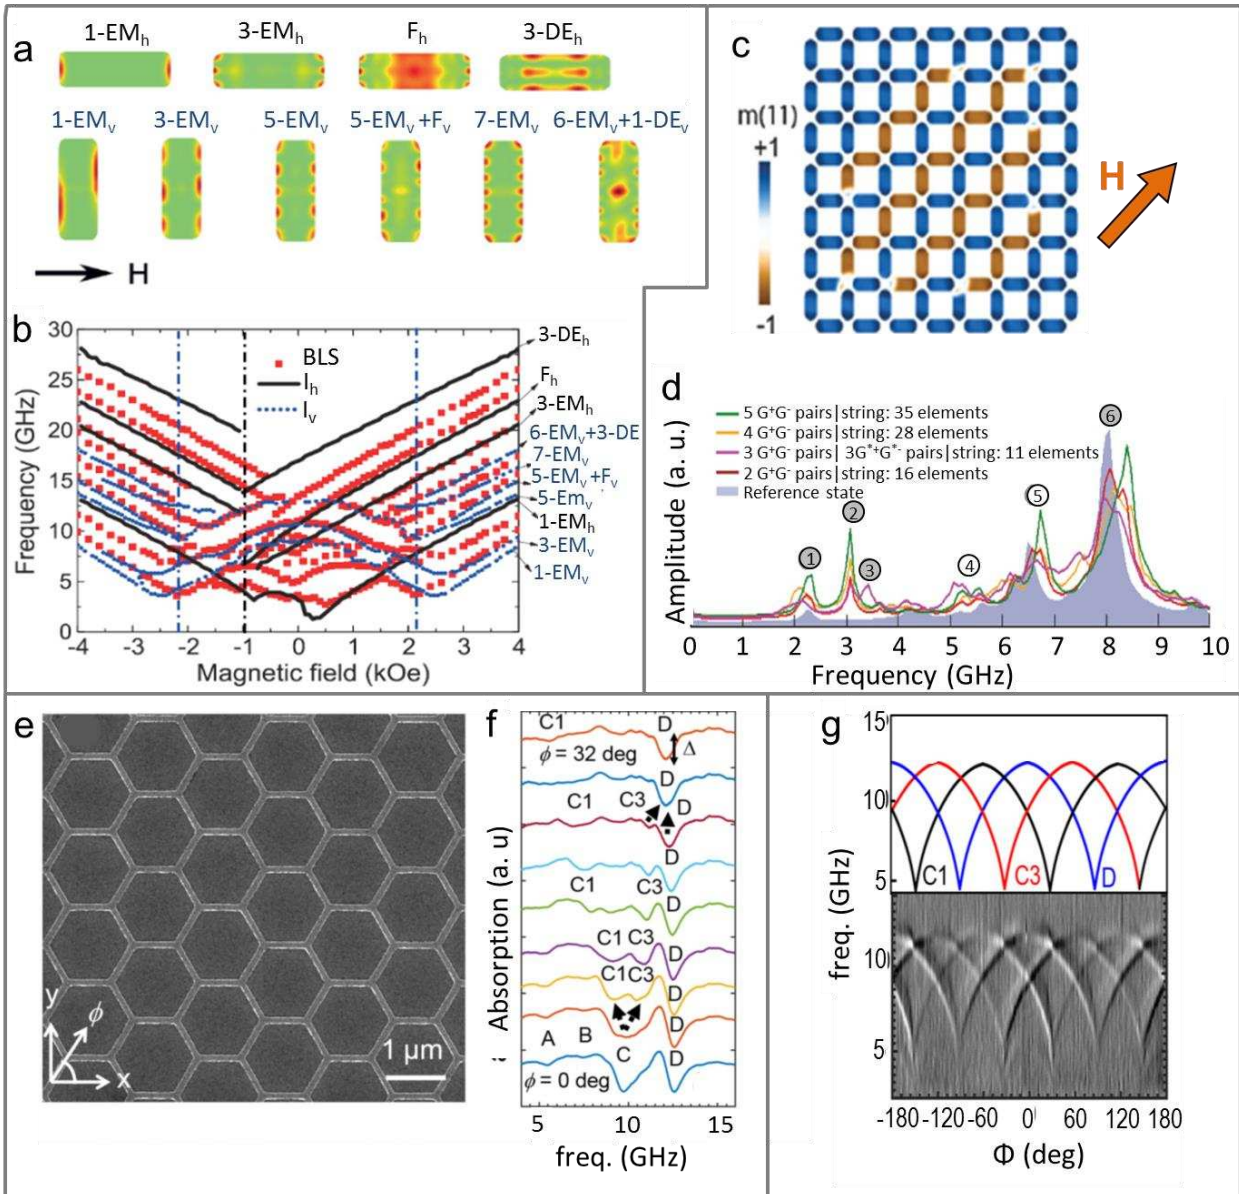 a
1-EMh 3-EMh Fh 3-DEh
1-EMv 3-EMv 5-EMv 5-EMv+Fv 7-EMv 6-EMv+1-DEv
H
b
30
25
20
15
10
5
0
Frequency (GHz)
BLS
Ih
Iv
-4 -3 -2 -1 0 1 2 3 4
Magnetic field (kOe)
3-DEh
Fh
3-EMh
6-EMv+3-DE
7-EMv
5-EMv+Fv
5-Emv
1-EMh
3-EMv
1-EMv
c
m(11)
+1
-1
H
d
5 G+G- pairs|string: 35 elements
4 G+G- pairs|string: 28 elements
3 G+G- pairs| 3G*+G*- pairs|string: 11 elements
2 G+G- pairs|string: 16 elements
Reference state
1 2 3 4 5 6
Amplitude (a. u.)
0 1 2 3 4 5 6 7 8 9 10
Frequency (GHz)
e
y
ϕ
x
1 µm
f
C1 D
ϕ = 32 deg Δ
D
C1 C3 D
D
C1 C3 D
C1 C3 D
C1 C3 D
A B C D
ϕ = 0 deg
Absorption (a. u)
5 10 15
freq. (GHz)
g
15
10
5
C1 C3 D
10
5
freq. (GHz)
-180 -120 -60 0 60 120 180
Φ (deg)